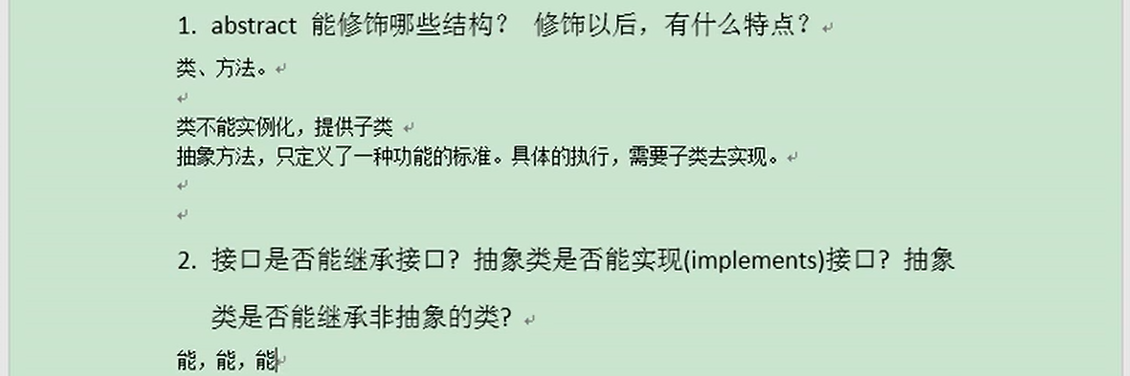 1. abstract 能修饰哪些结构？ 修饰以后，有什么特点？
类、方法。
类不能实例化，提供子类
抽象方法，只定义了一种功能的标准。具体的执行，需要子类去实现。
2. 接口是否能继承接口? 抽象类是否能实现(implements)接口? 抽象
类是否能继承非抽象的类?
能，能，能